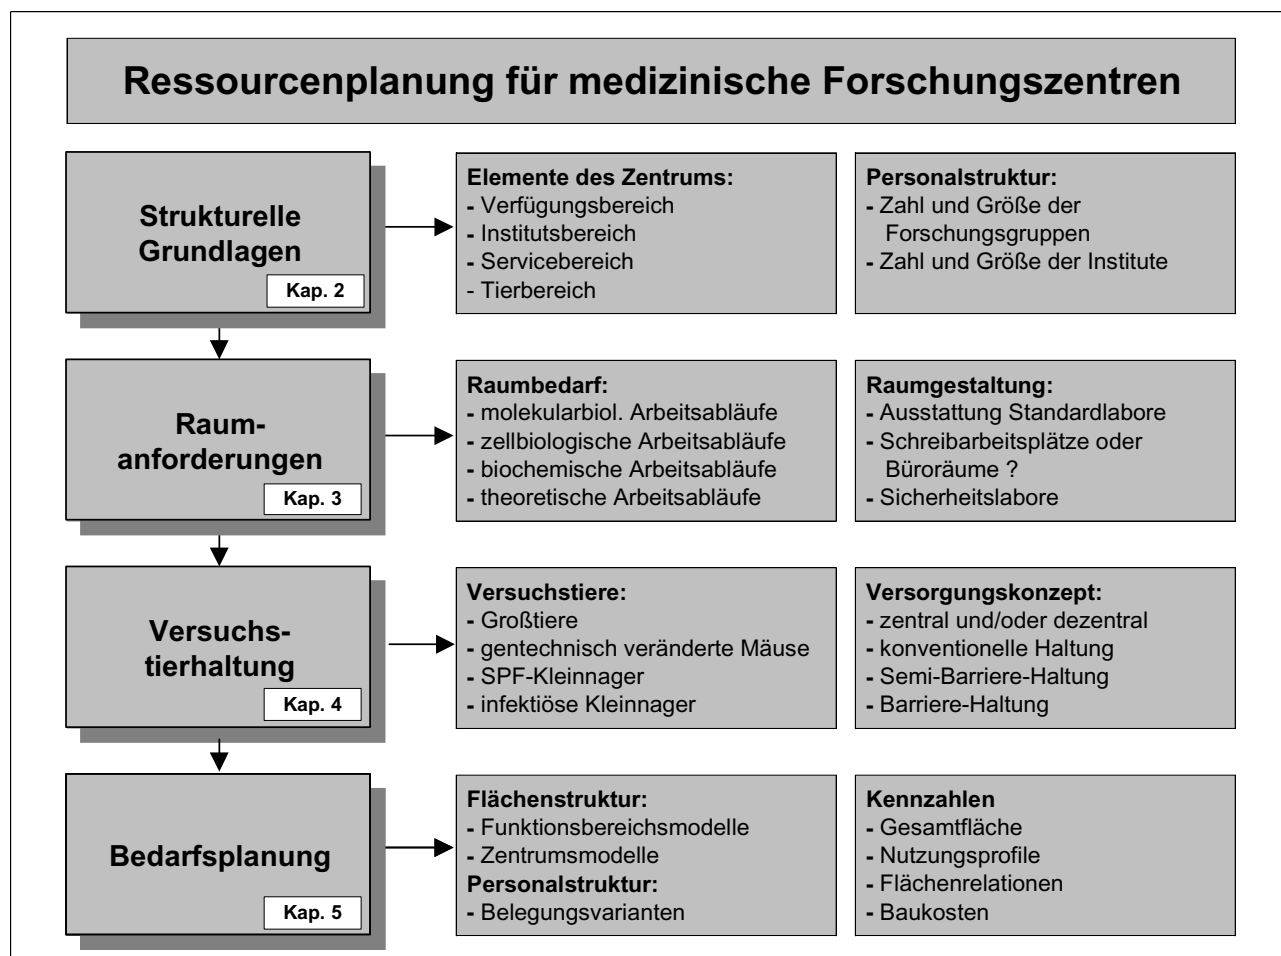 Ressourcenplanung für medizinische Forschungszentren
Strukturelle
Grundlagen
Kap. 2
Elemente des Zentrums:
- Verfügungsbereich
- Institutsbereich
- Servicebereich
- Tierbereich
Personalstruktur:
- Zahl und Größe der
Forschungsgruppen
- Zahl und Größe der Institute
Raum-
anforderungen
Kap. 3
Raumbedarf:
- molekularbiol. Arbeitsabläufe
- zellbiologische Arbeitsabläufe
- biochemische Arbeitsabläufe
- theoretische Arbeitsabläufe
Raumgestaltung:
- Ausstattung Standardlabore
- Schreibarbeitsplätze oder
Büroräume ?
- Sicherheitslabore
Versuchs-
tierhaltung
Kap. 4
Versuchstiere:
- Großtiere
- gentechnisch veränderte Mäuse
- SPF-Kleinnager
- infektiöse Kleinnager
Versorgungskonzept:
- zentral und/oder dezentral
- konventionelle Haltung
- Semi-Barriere-Haltung
- Barriere-Haltung
Bedarfsplanung
Kap. 5
Flächenstruktur:
- Funktionsbereichsmodelle
- Zentrumsmodelle
Personalstruktur:
- Belegungsvarianten
Kennzahlen
- Gesamtfläche
- Nutzungsprofile
- Flächenrelationen
- Baukosten